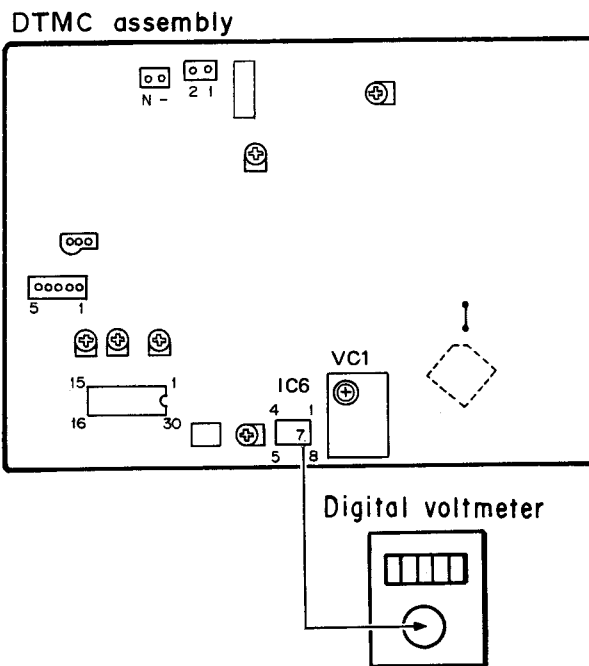 DTMC assembly
N - 2 1
5 1
15 1
16 30
VC1
IC6
4 1
7
5 8
Digital voltmeter